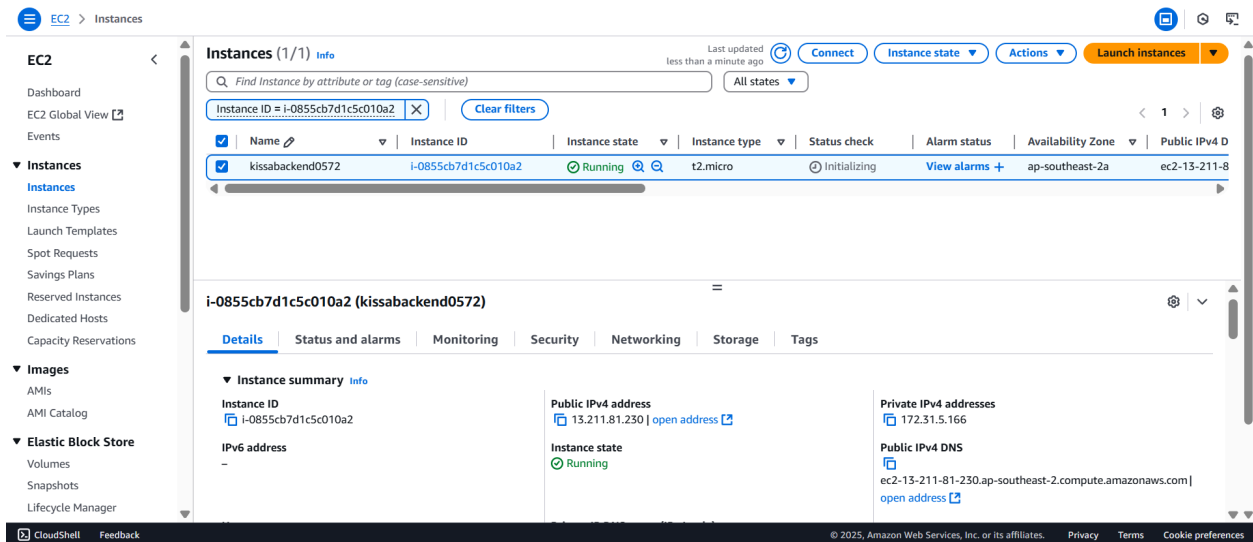 EC2 > Instances
EC2
Dashboard
EC2 Global View
Events
Instances
Instances
Instance Types
Launch Templates
Spot Requests
Savings Plans
Reserved Instances
Dedicated Hosts
Capacity Reservations
Images
AMIs
AMI Catalog
Elastic Block Store
Volumes
Snapshots
Lifecycle Manager
Instances (1/1) Info
Last updated
less than a minute ago
Connect
Instance state
Actions
Launch instances
Find Instance by attribute or tag (case-sensitive)
All states
Instance ID = i-0855cb7d1c5c010a2
Clear filters
1
Name Instance ID Instance state Instance type Status check Alarm status Availability Zone Public IPv4 D
kissabackend0572 i-0855cb7d1c5c010a2 Running t2.micro Initializing View alarms + ap-southeast-2a ec2-13-211-8
i-0855cb7d1c5c010a2 (kissabackend0572)
Details Status and alarms Monitoring Security Networking Storage Tags
Instance summary Info
Instance ID
i-0855cb7d1c5c010a2
Public IPv4 address
13.211.81.230 | open address
Private IPv4 addresses
172.31.5.166
IPv6 address
–
Instance state
Running
Public IPv4 DNS
ec2-13-211-81-230.ap-southeast-2.compute.amazonaws.com |
open address
CloudShell Feedback © 2025, Amazon Web Services, Inc. or its affiliates. Privacy Terms Cookie preferences